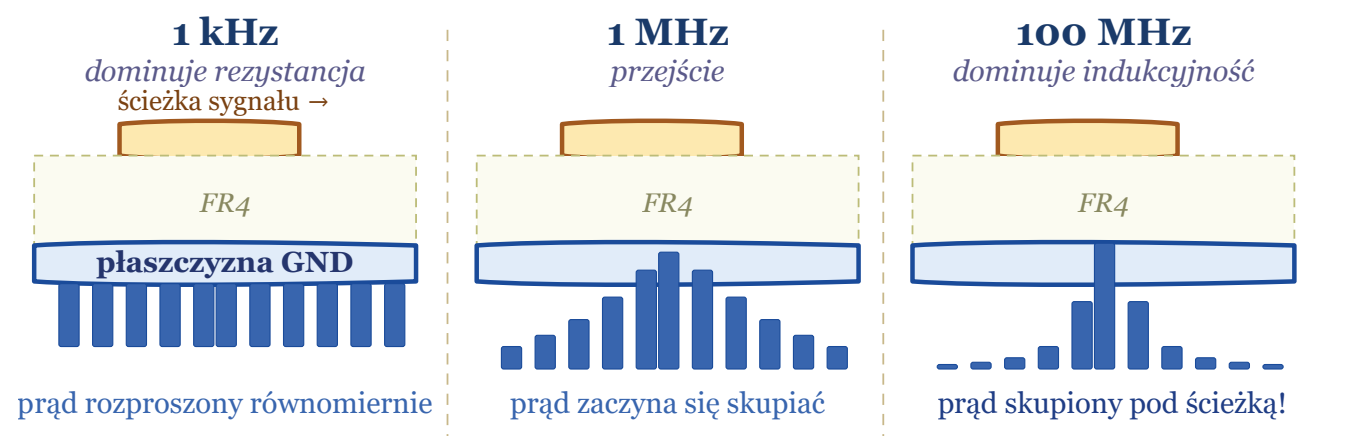 1 kHz
dominuje rezystancja
ścieżka sygnału →
FR4
płaszczyzna GND
prąd rozproszony równomiernie
1 MHz
przejście
FR4
prąd zaczyna się skupiać
100 MHz
dominuje indukcyjność
FR4
prąd skupiony pod ścieżką!